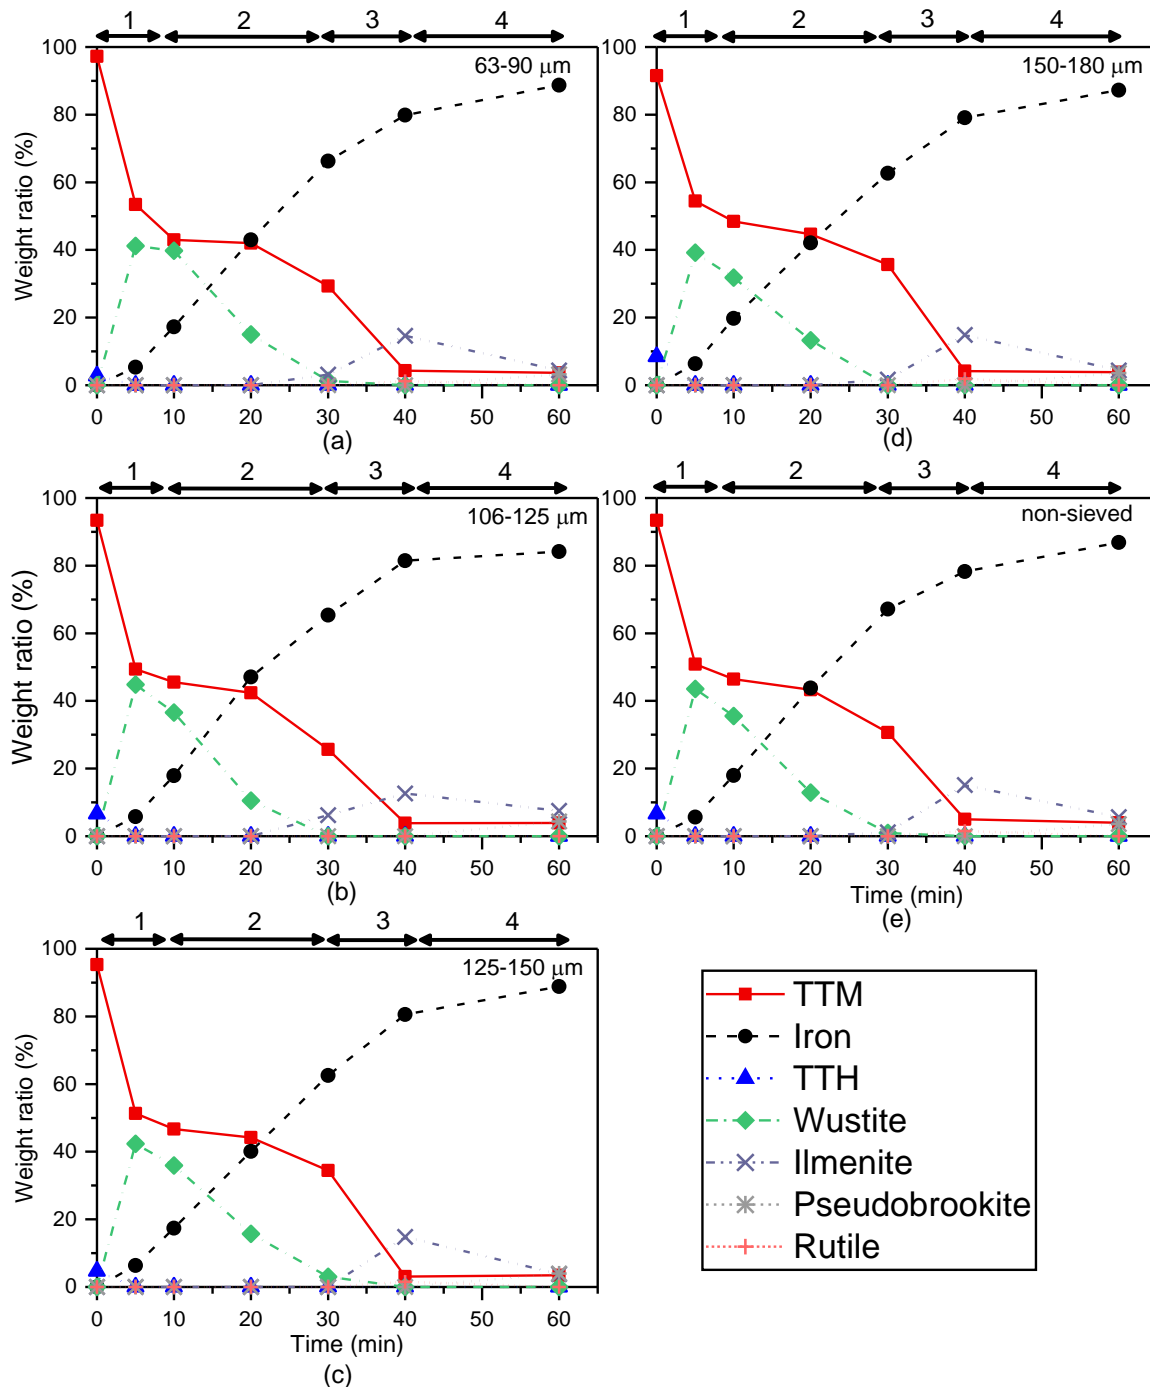 1 2 3 4
100
80
60
40
20
0
Weight ratio (%)
63-90 μm
0 10 20 30 40 50 60
(a)
1 2 3 4
100
80
60
40
20
0
150-180 μm
0 10 20 30 40 50 60
(d)
1 2 3 4
100
80
60
40
20
0
Weight ratio (%)
106-125 μm
0 10 20 30 40 50 60
(b)
1 2 3 4
100
80
60
40
20
0
non-sieved
0 10 20 30 40 50 60
Time (min)
(e)
1 2 3 4
100
80
60
40
20
0
Weight ratio (%)
125-150 μm
0 10 20 30 40 50 60
Time (min)
(c)
TTM
Iron
TTH
Wustite
Ilmenite
Pseudobrookite
Rutile